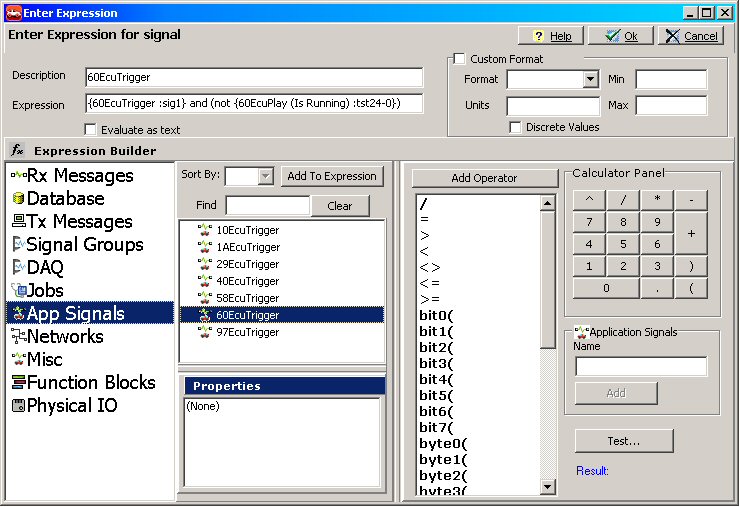 Enter Expression
Enter Expression for signal
? Help
Ok
Cancel
Description
60EcuTrigger
Expression
{60EcuTrigger :sig1} and (not {60EcuPlay (Is Running) :tst24-0})
Evaluate as text
Custom Format
Format
Min
Units
Max
Discrete Values
fx Expression Builder
Rx Messages
Database
Tx Messages
Signal Groups
DAQ
Jobs
App Signals
Networks
Misc
Function Blocks
Physical IO
Sort By:
Add To Expression
Find
Clear
10EcuTrigger
1AEcuTrigger
29EcuTrigger
40EcuTrigger
58EcuTrigger
60EcuTrigger
97EcuTrigger
Properties
(None)
Add Operator
/
=
>
<
<>
<=
>=
bit0(
bit1(
bit2(
bit3(
bit4(
bit5(
bit6(
bit7(
byte0(
byte1(
byte2(
byte3(
Calculator Panel
^ / * -
7 8 9 +
4 5 6
1 2 3 )
0 . (
Application Signals
Name
Add
Test...
Result: